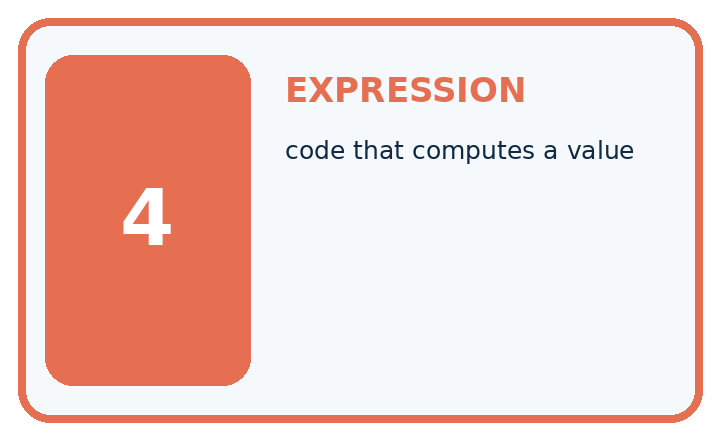 4
EXPRESSION
code that computes a value